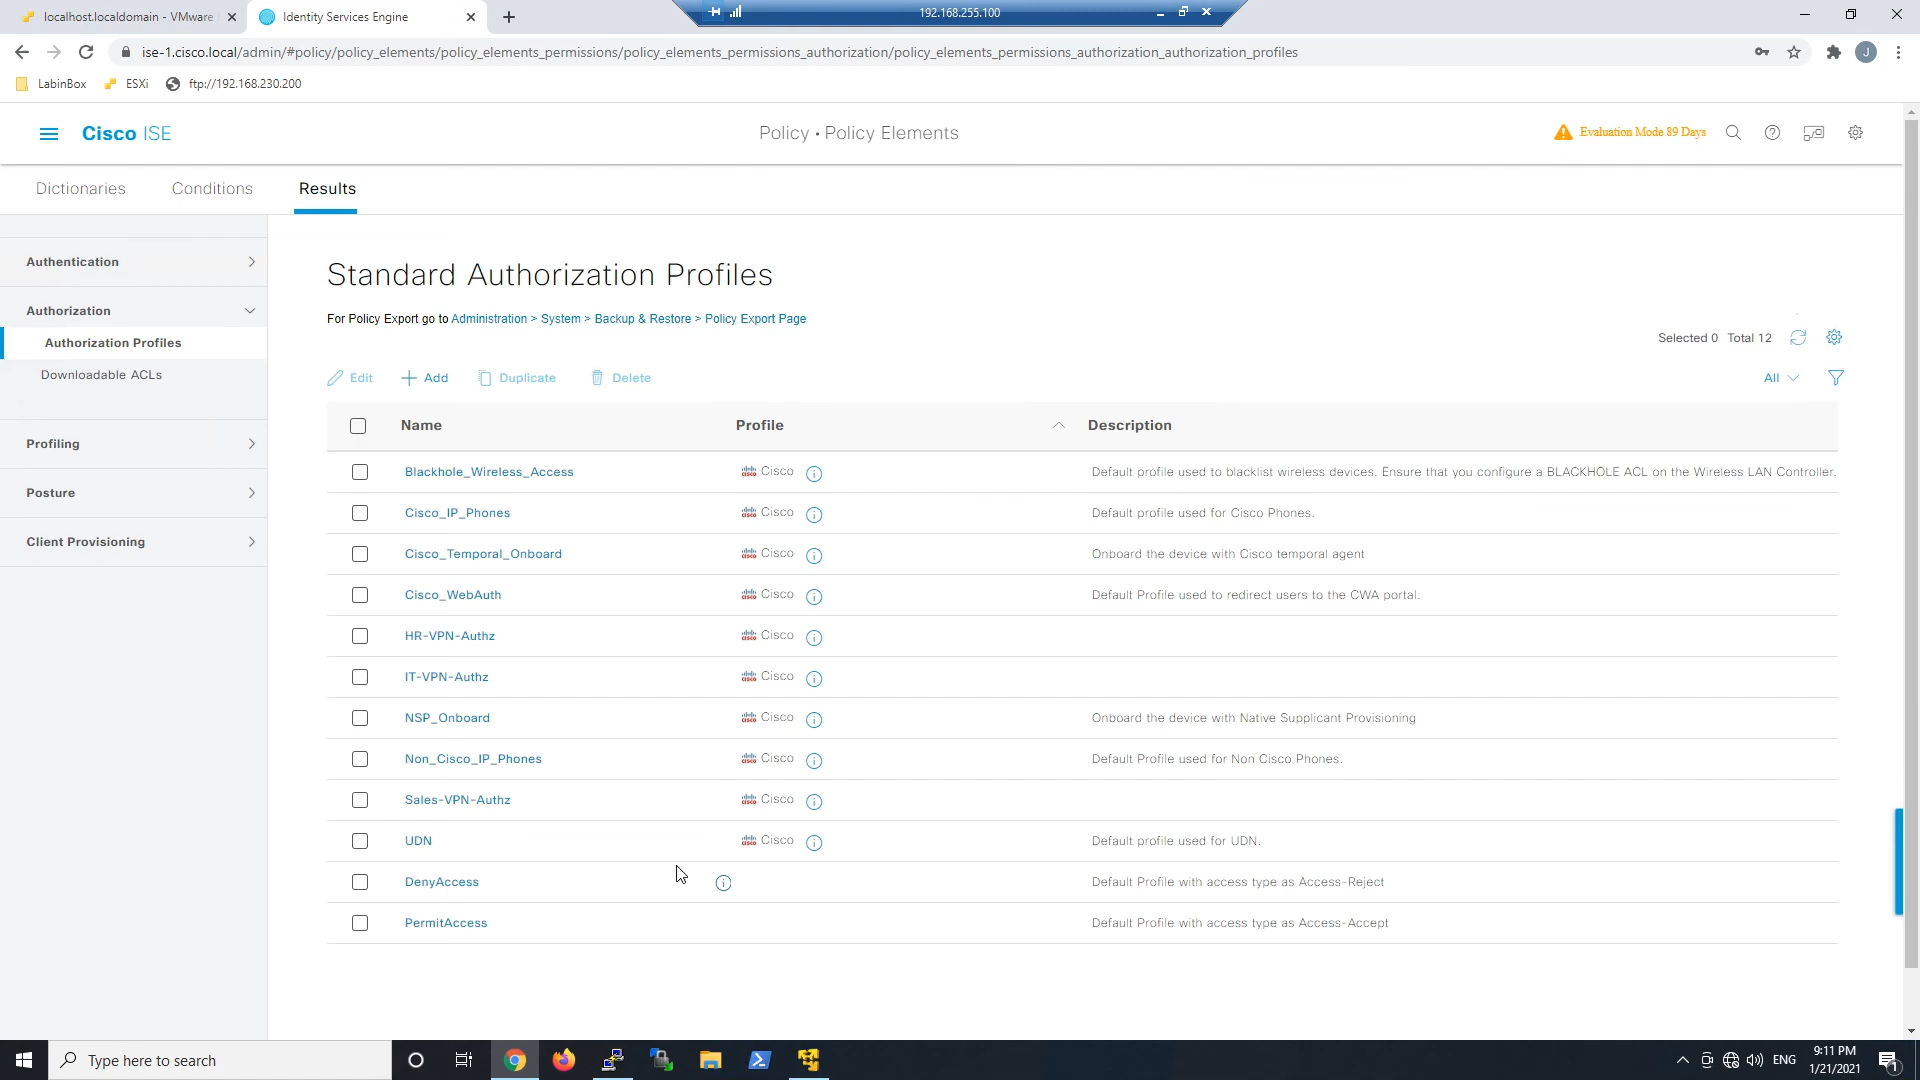 localhost.localdomain - VMware
Identity Services Engine
192.168.255.100
ise-1.cisco.local/admin/#policy/policy_elements/policy_elements_permissions/policy_elements_permissions_authorization/policy_elements_permissions_authorization_authorization_profiles
J
LabinBox
ESXi
ftp://192.168.230.200
Cisco ISE
Policy • Policy Elements
Evaluation Mode 89 Days
Dictionaries
Conditions
Results
Authentication
Authorization
Authorization Profiles
Downloadable ACLs
Profiling
Posture
Client Provisioning
Standard Authorization Profiles
For Policy Export go to Administration > System > Backup & Restore > Policy Export Page
Selected 0 Total 12
Edit
Add
Duplicate
Delete
All
Name Profile Description
Blackhole_Wireless_Access Cisco Default profile used to blacklist wireless devices. Ensure that you configure a BLACKHOLE ACL on the Wireless LAN Controller.
Cisco_IP_Phones Cisco Default profile used for Cisco Phones.
Cisco_Temporal_Onboard Cisco Onboard the device with Cisco temporal agent
Cisco_WebAuth Cisco Default Profile used to redirect users to the CWA portal.
HR-VPN-Authz Cisco
IT-VPN-Authz Cisco
NSP_Onboard Cisco Onboard the device with Native Supplicant Provisioning
Non_Cisco_IP_Phones Cisco Default Profile used for Non Cisco Phones.
Sales-VPN-Authz Cisco
UDN Cisco Default profile used for UDN.
DenyAccess Default Profile with access type as Access-Reject
PermitAccess Default Profile with access type as Access-Accept
Type here to search
ENG
9:11 PM
1/21/2021
1